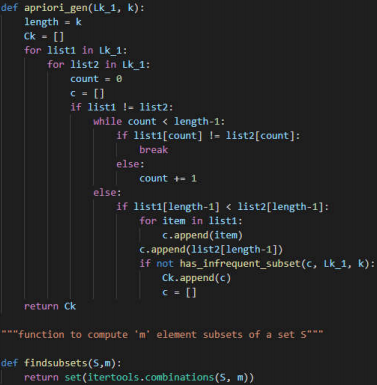 def apriori_gen(Lk_1, k):
    length = k
    Ck = []
    for list1 in Lk_1:
        for list2 in Lk_1:
            count = 0
            c = []
            if list1 != list2:
                while count < length-1:
                    if list1[count] != list2[count]:
                        break
                    else:
                        count += 1
                else:
                    if list1[length-1] < list2[length-1]:
                        for item in list1:
                            c.append(item)
                        c.append(list2[length-1])
                        if not has_infrequent_subset(c, Lk_1, k):
                            Ck.append(c)
                            c = []
    return Ck
"""function to compute 'm' element subsets of a set S"""
def findsubsets(S,m):
    return set(itertools.combinations(S, m))